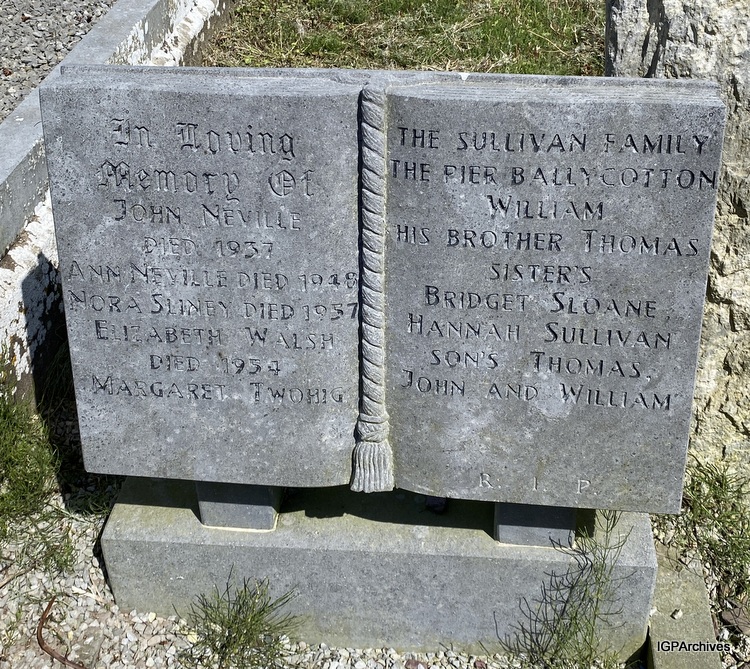 In Loving
Memory Of
JOHN NEVILLE
DIED 1937
ANN NEVILLE DIED 1948
NORA SLINEY DIED 1957
ELIZABETH WALSH
DIED 1954
MARGARET TWOHIG
THE SULLIVAN FAMILY
THE PIER BALLYCOTTON
WILLIAM
HIS BROTHER THOMAS
SISTER'S
BRIDGET SLOANE,
HANNAH SULLIVAN
SON'S THOMAS,
JOHN AND WILLIAM
R. I. P.
IGPArchives